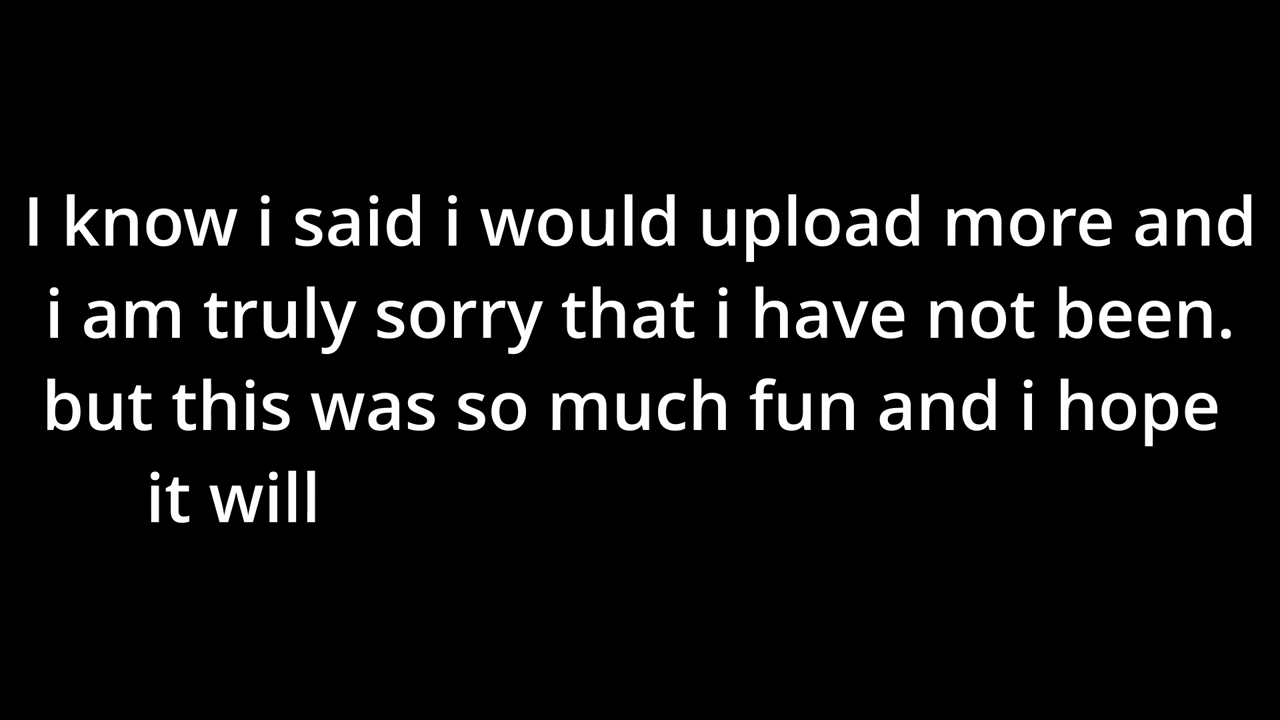 I know i said i would upload more and
i am truly sorry that i have not been.
but this was so much fun and i hope
it will